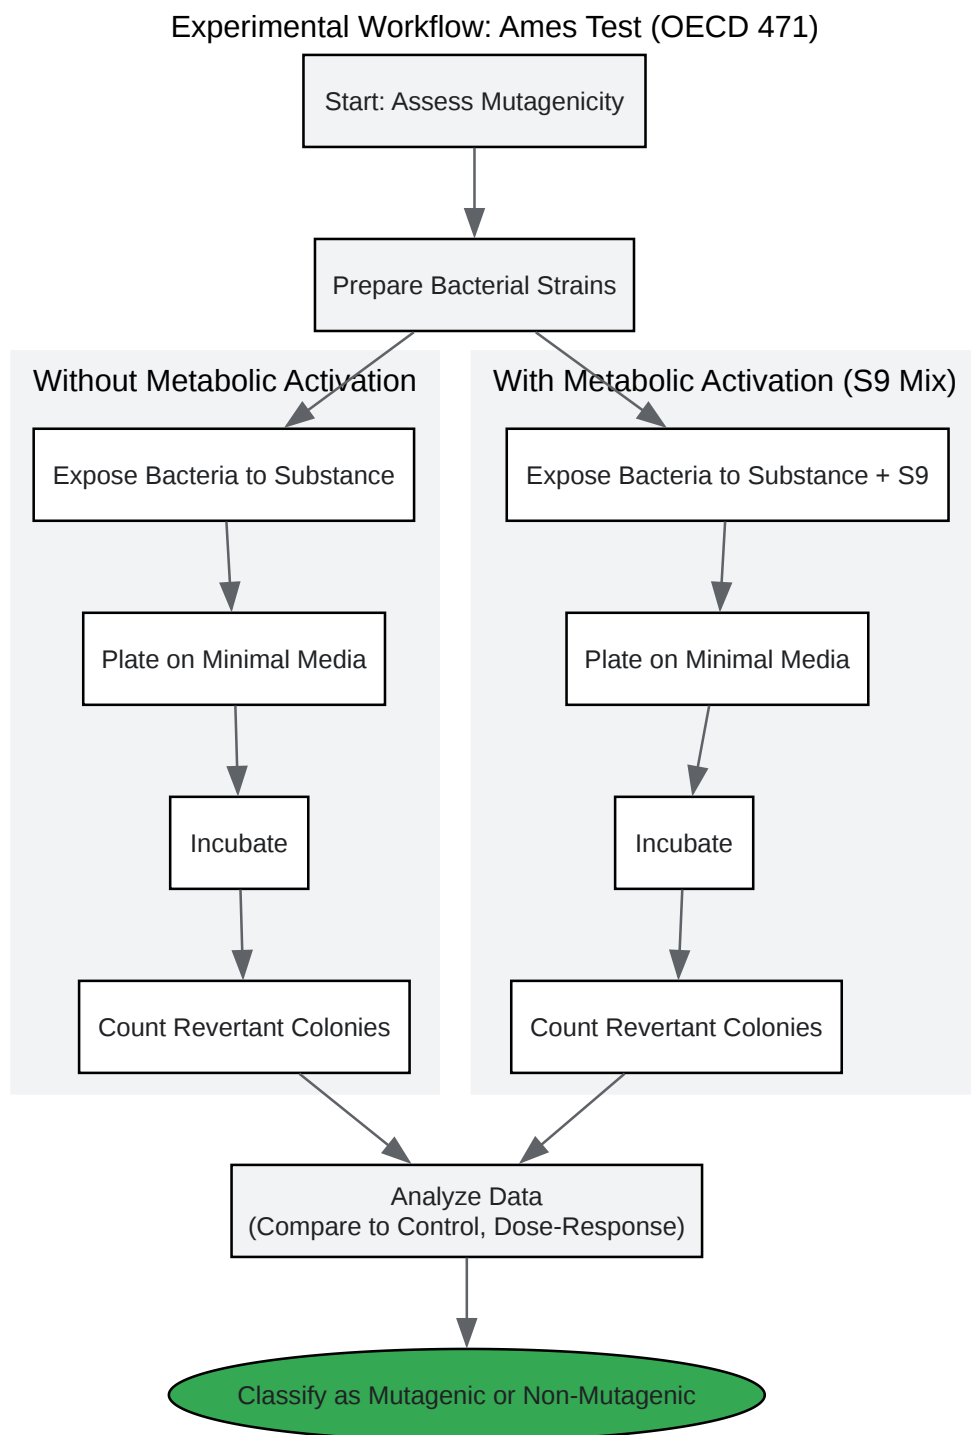 Experimental Workflow: Ames Test (OECD 471)
Start: Assess Mutagenicity
Prepare Bacterial Strains
Without Metabolic Activation
Expose Bacteria to Substance
Plate on Minimal Media
Incubate
Count Revertant Colonies
With Metabolic Activation (S9 Mix)
Expose Bacteria to Substance + S9
Plate on Minimal Media
Incubate
Count Revertant Colonies
Analyze Data
(Compare to Control, Dose-Response)
Classify as Mutagenic or Non-Mutagenic